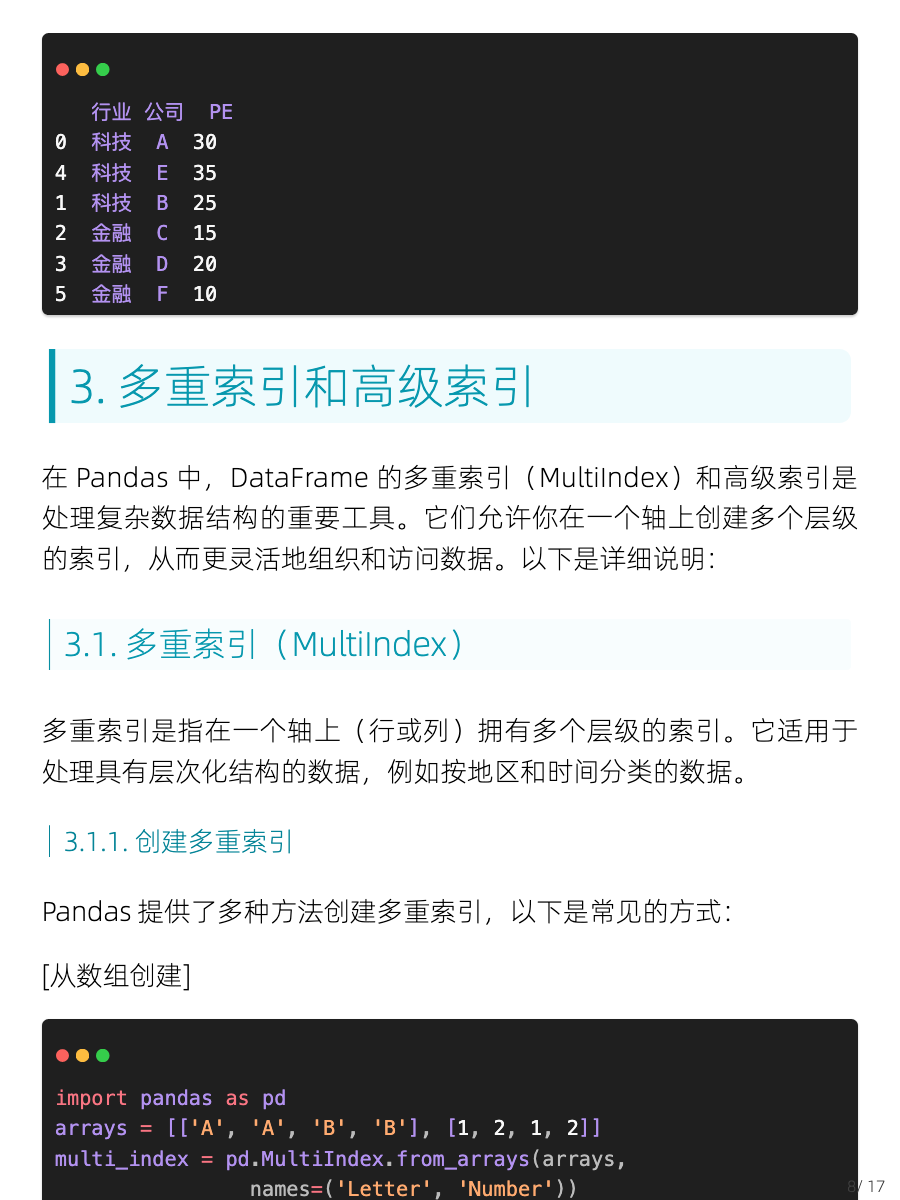 行业 公司 PE
0 科技 A 30
4 科技 E 35
1 科技 B 25
2 金融 C 15
3 金融 D 20
5 金融 F 10
3. 多重索引和高级索引
在 Pandas 中，DataFrame 的多重索引（MultiIndex）和高级索引是
处理复杂数据结构的重要工具。它们允许你在一个轴上创建多个层级
的索引，从而更灵活地组织和访问数据。以下是详细说明：
3.1. 多重索引（MultiIndex）
多重索引是指在一个轴上（行或列）拥有多个层级的索引。它适用于
处理具有层次化结构的数据，例如按地区和时间分类的数据。
3.1.1. 创建多重索引
Pandas 提供了多种方法创建多重索引，以下是常见的方式：
[从数组创建]
import pandas as pd
arrays = [['A', 'A', 'B', 'B'], [1, 2, 1, 2]]
multi_index = pd.MultiIndex.from_arrays(arrays,
names=('Letter', 'Number'))
8/ 17